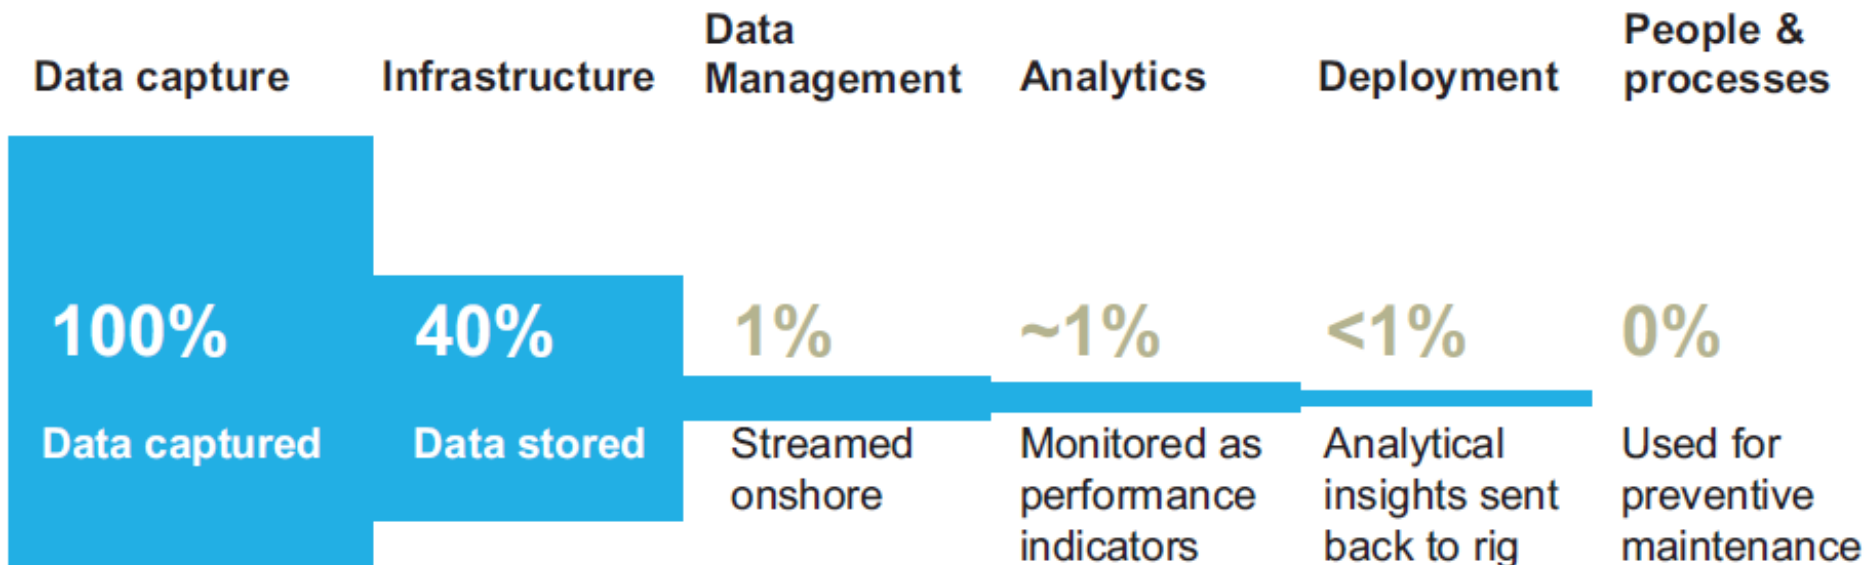 Data capture
Infrastructure
Data
Management
Analytics
Deployment
People &
processes
100%
40%
1%
~1%
<1%
0%
Data captured
Data stored
Streamed
onshore
Monitored as
performance
indicators
Analytical
insights sent
back to rig
Used for
preventive
maintenance